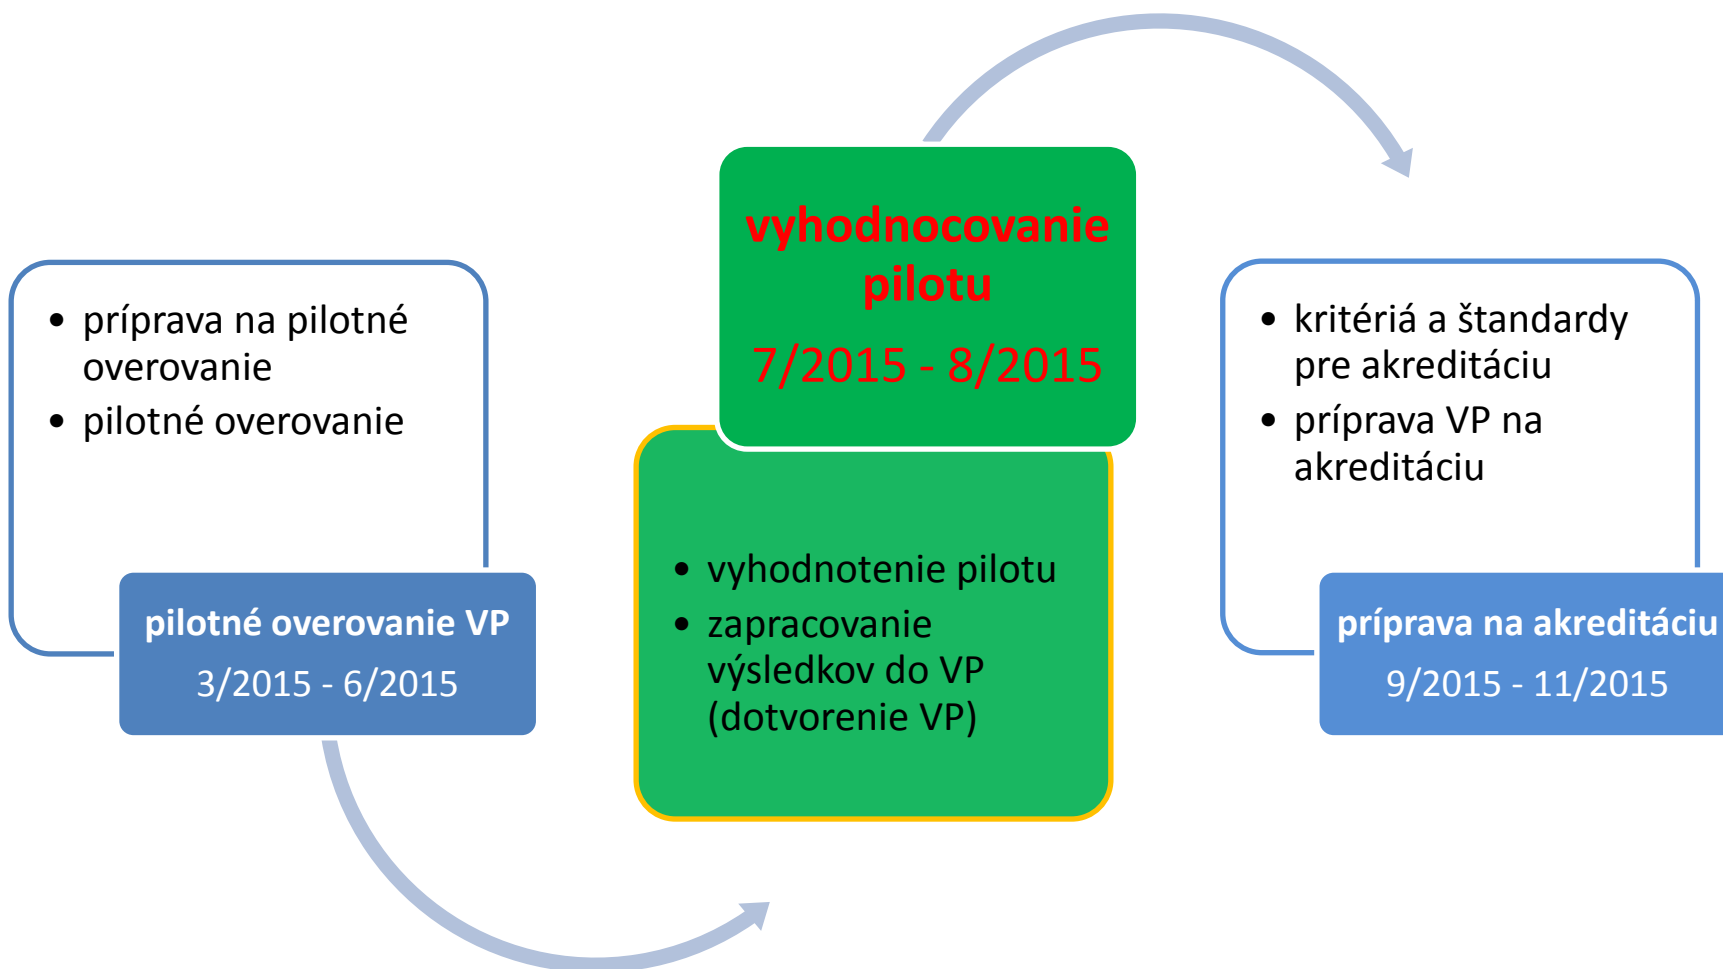 • príprava na pilotné
overovanie
• pilotné overovanie
pilotné overovanie VP
3/2015 - 6/2015
vyhodnocovanie
pilotu
7/2015 - 8/2015
• vyhodnotenie pilotu
• zapracovanie
výsledkov do VP
(dotvorenie VP)
• kritériá a štandardy
pre akreditáciu
• príprava VP na
akreditáciu
príprava na akreditáciu
9/2015 - 11/2015